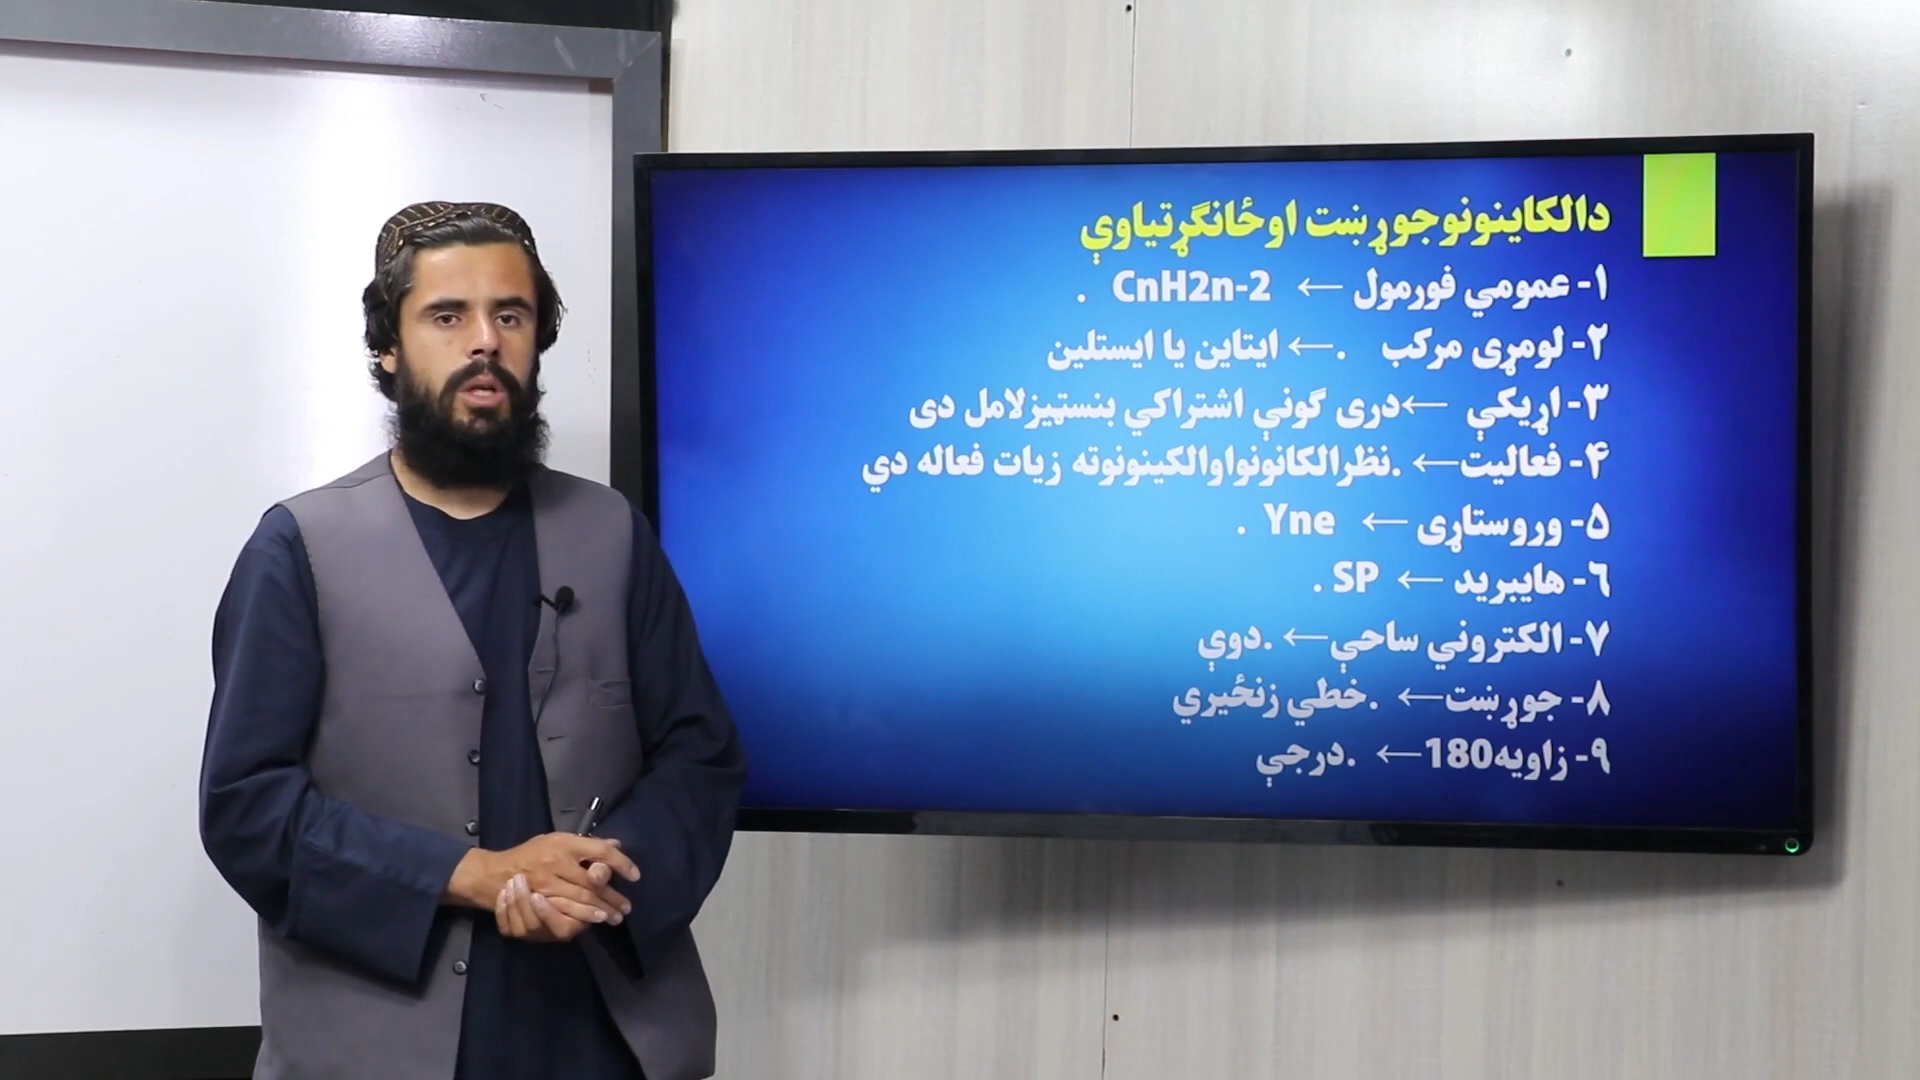 دالکاینونوجوړښت اوځانګړتیاوې
۱- عمومي فورمول ← CnH2n-2 .
۲- لومړی مرکب .← ایتاین یا ایستلین
۳- اړیکې ←دری ګونې اشتراکي بنسټیزلامل دی
۴- فعالیت← .نظرالکانونواوالکینونوته زیات فعاله دي
۵- وروستاړی ← Yne .
٦- هایبرید ← SP .
۷- الکتروني ساحې← .دوې
۸- جوړښت← .خطي زنځیري
۹- زاویه180← .درجې